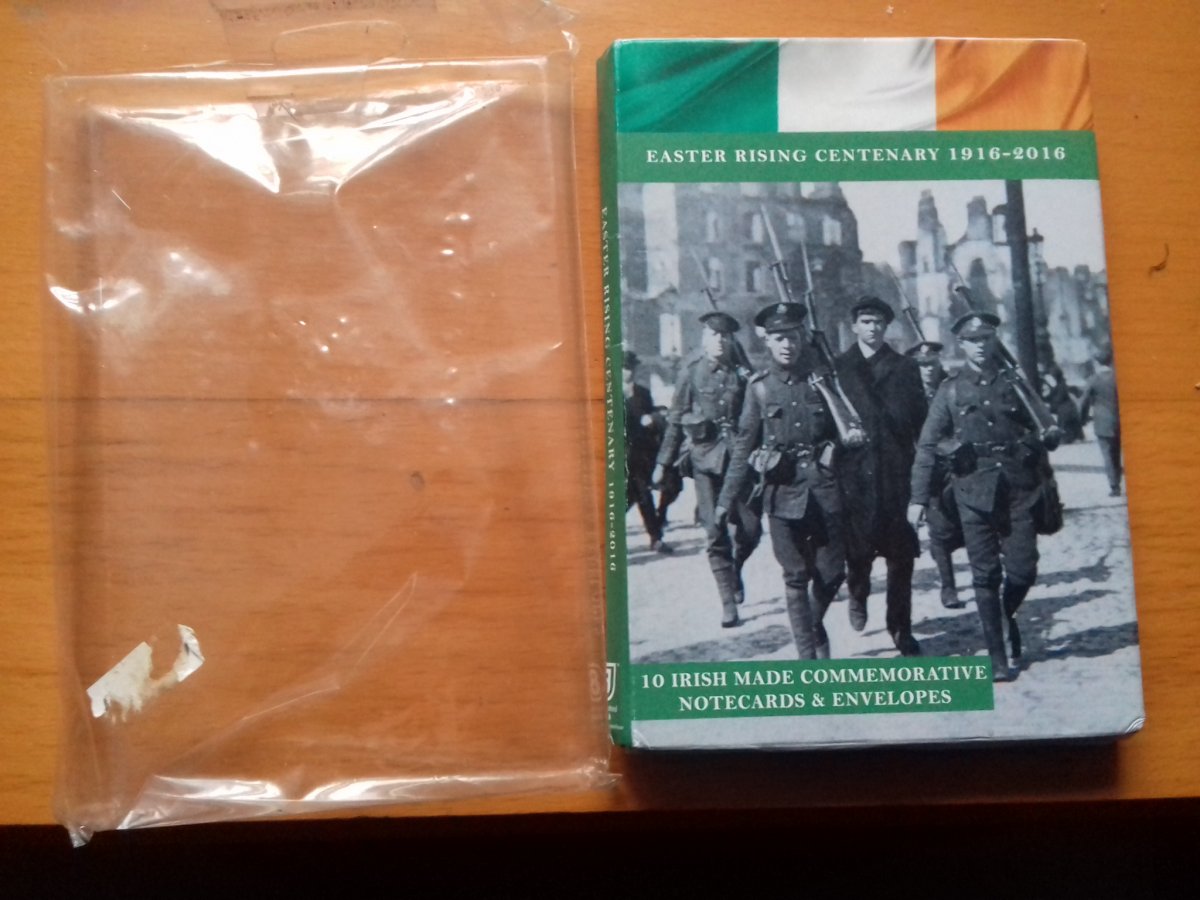 EASTER RISING CENTENARY 1916-2016
EASTER RISING CENTENARY 1916-2016
10 IRISH MADE COMMEMORATIVE
NOTECARDS & ENVELOPES